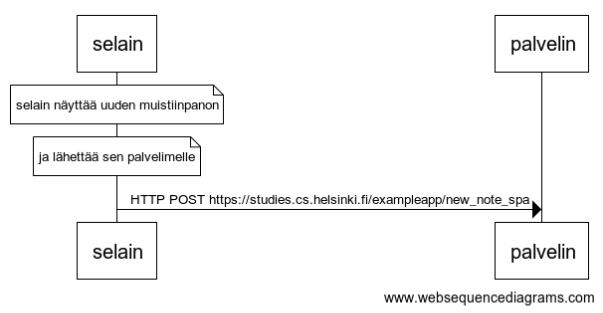 selain
palvelin
selain näyttää uuden muistiinpanon
ja lähettää sen palvelimelle
HTTP POST https://studies.cs.helsinki.fi/exampleapp/new_note_spa
selain
palvelin
www.websequencediagrams.com